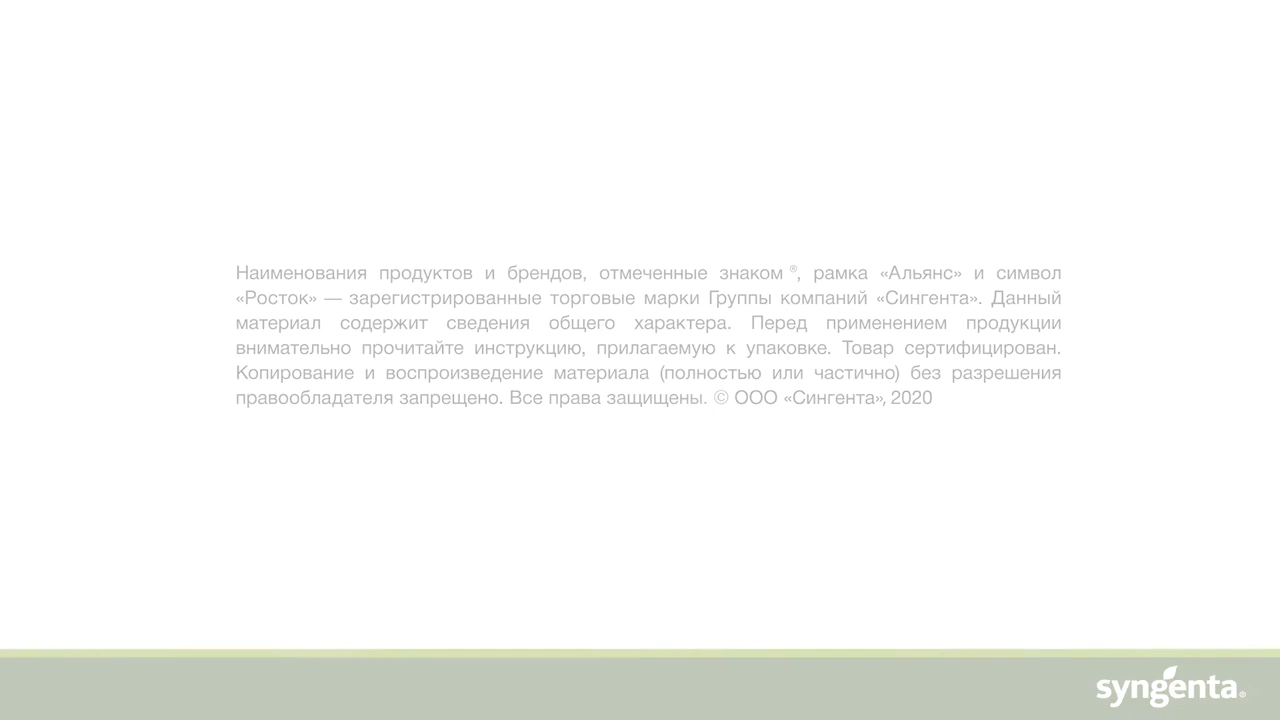 Наименования продуктов и брендов, отмеченные знаком ®, рамка «Альянс» и символ
«Росток» — зарегистрированные торговые марки Группы компаний «Сингента». Данный
материал содержит сведения общего характера. Перед применением продукции
внимательно прочитайте инструкцию, прилагаемую к упаковке. Товар сертифицирован.
Копирование и воспроизведение материала (полностью или частично) без разрешения
правообладателя запрещено. Все права защищены. © ООО «Сингента», 2020
syngenta®